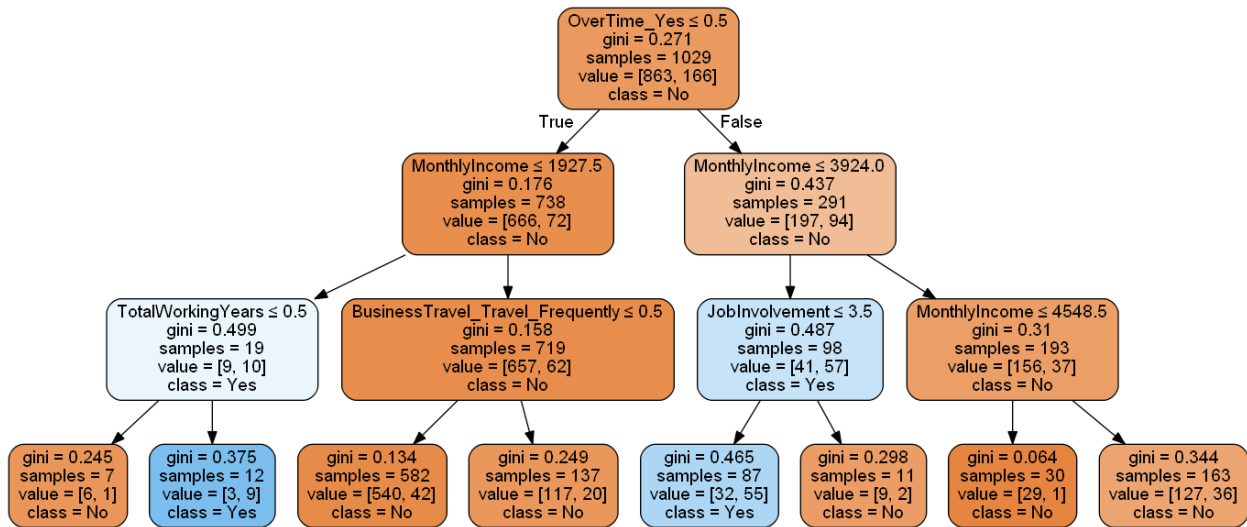 OverTime_Yes ≤ 0.5
gini = 0.271
samples = 1029
value = [863, 166]
class = No
True
False
MonthlyIncome ≤ 1927.5
gini = 0.176
samples = 738
value = [666, 72]
class = No
MonthlyIncome ≤ 3924.0
gini = 0.437
samples = 291
value = [197, 94]
class = No
TotalWorkingYears ≤ 0.5
gini = 0.499
samples = 19
value = [9, 10]
class = Yes
BusinessTravel_Travel_Frequently ≤ 0.5
gini = 0.158
samples = 719
value = [657, 62]
class = No
JobInvolvement ≤ 3.5
gini = 0.487
samples = 98
value = [41, 57]
class = Yes
MonthlyIncome ≤ 4548.5
gini = 0.31
samples = 193
value = [156, 37]
class = No
gini = 0.245
samples = 7
value = [6, 1]
class = No
gini = 0.375
samples = 12
value = [3, 9]
class = Yes
gini = 0.134
samples = 582
value = [540, 42]
class = No
gini = 0.249
samples = 137
value = [117, 20]
class = No
gini = 0.465
samples = 87
value = [32, 55]
class = Yes
gini = 0.298
samples = 11
value = [9, 2]
class = No
gini = 0.064
samples = 30
value = [29, 1]
class = No
gini = 0.344
samples = 163
value = [127, 36]
class = No